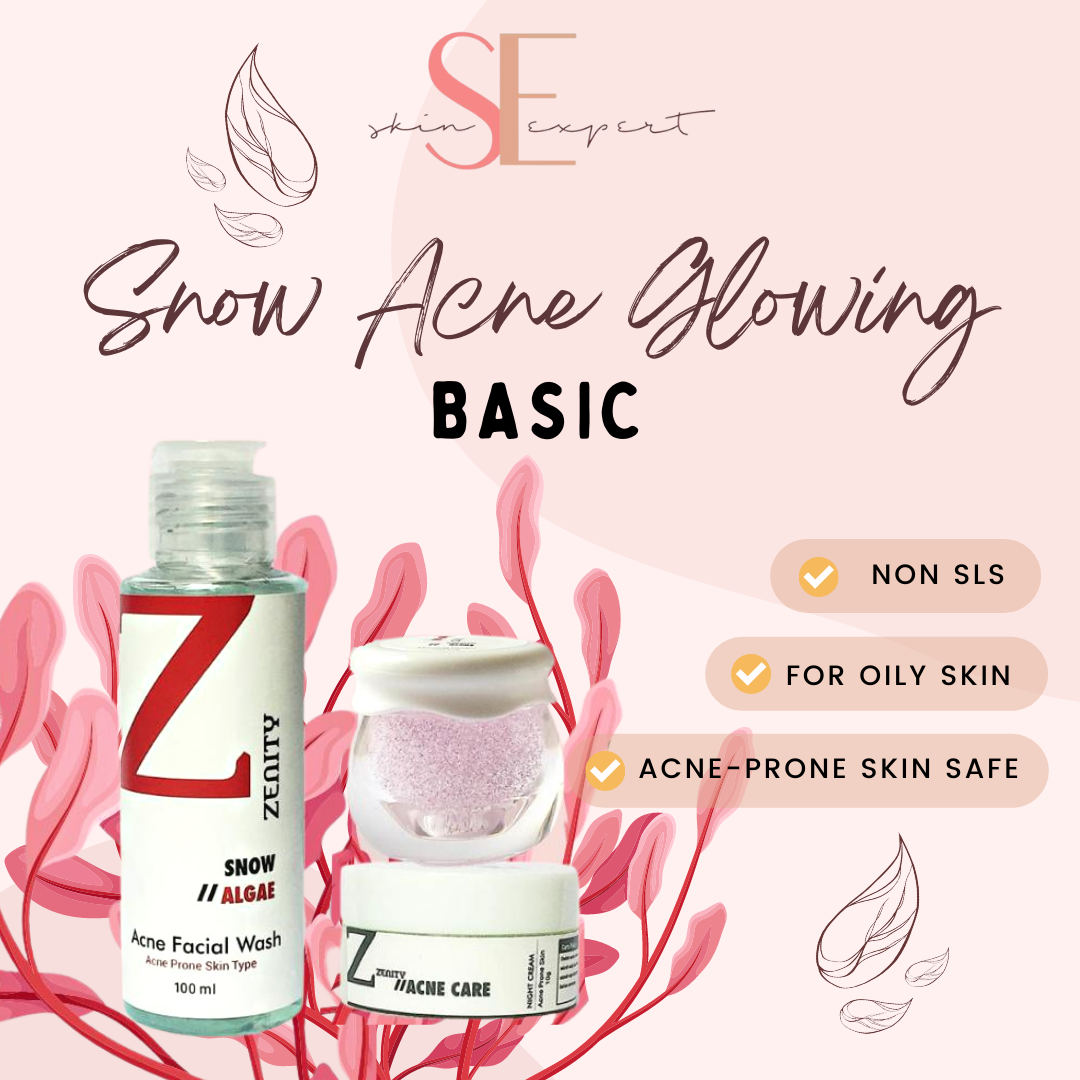 SE
skin expert
Snow Acne Glowing
BASIC
NON SLS
FOR OILY SKIN
ACNE-PRONE SKIN SAFE
Z
ZENITY
SNOW
// ALGAE
Acne Facial Wash
Acne Prone Skin Type
100 ml
Z
ZENITY
//ACNE CARE
NIGHT CREAM
Acne Prone Skin
10g